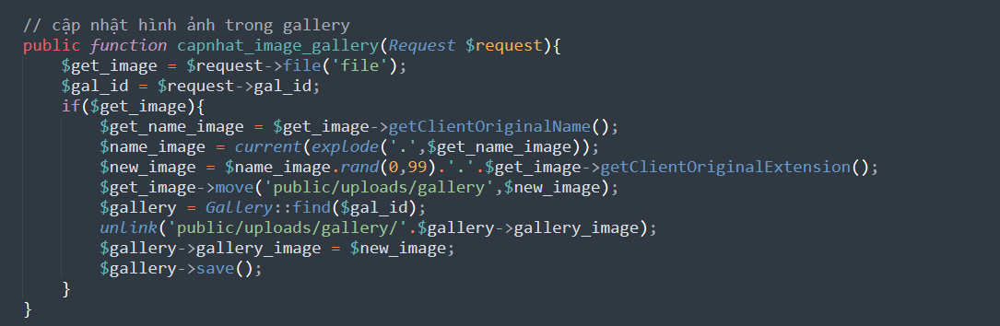 // cập nhật hình ảnh trong gallery
public function capnhat_image_gallery(Request $request){
    $get_image = $request->file('file');
    $gal_id = $request->gal_id;
    if($get_image){
        $get_name_image = $get_image->getClientOriginalName();
        $name_image = current(explode('.',$get_name_image));
        $new_image = $name_image.rand(0,99).'.'.$get_image->getClientOriginalExtension();
        $get_image->move('public/uploads/gallery',$new_image);
        $gallery = Gallery::find($gal_id);
        unlink('public/uploads/gallery/'.$gallery->gallery_image);
        $gallery->gallery_image = $new_image;
        $gallery->save();
    }
}